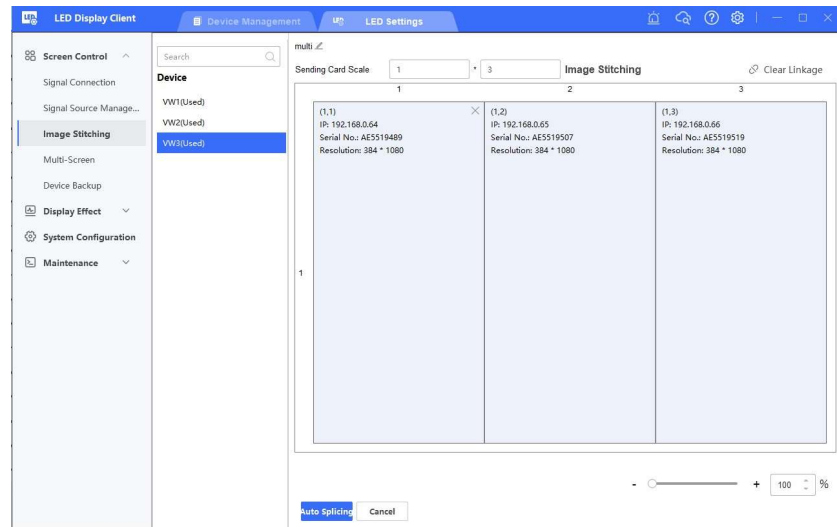 LED Display Client
Device Management
LED Settings
Screen Control
Signal Connection
Signal Source Manage...
Image Stitching
Multi-Screen
Device Backup
Display Effect
System Configuration
Maintenance
Search
Device
VW1(Used)
VW2(Used)
VW3(Used)
multi
Sending Card Scale 1 * 3 Image Stitching Clear Linkage
1 2 3
(1,1)
IP: 192.168.0.64
Serial No.: AE5519489
Resolution: 384 * 1080
(1,2)
IP: 192.168.0.65
Serial No.: AE5519507
Resolution: 384 * 1080
(1,3)
IP: 192.168.0.66
Serial No.: AE5519519
Resolution: 384 * 1080
1
- + 100 %
Auto Splicing Cancel